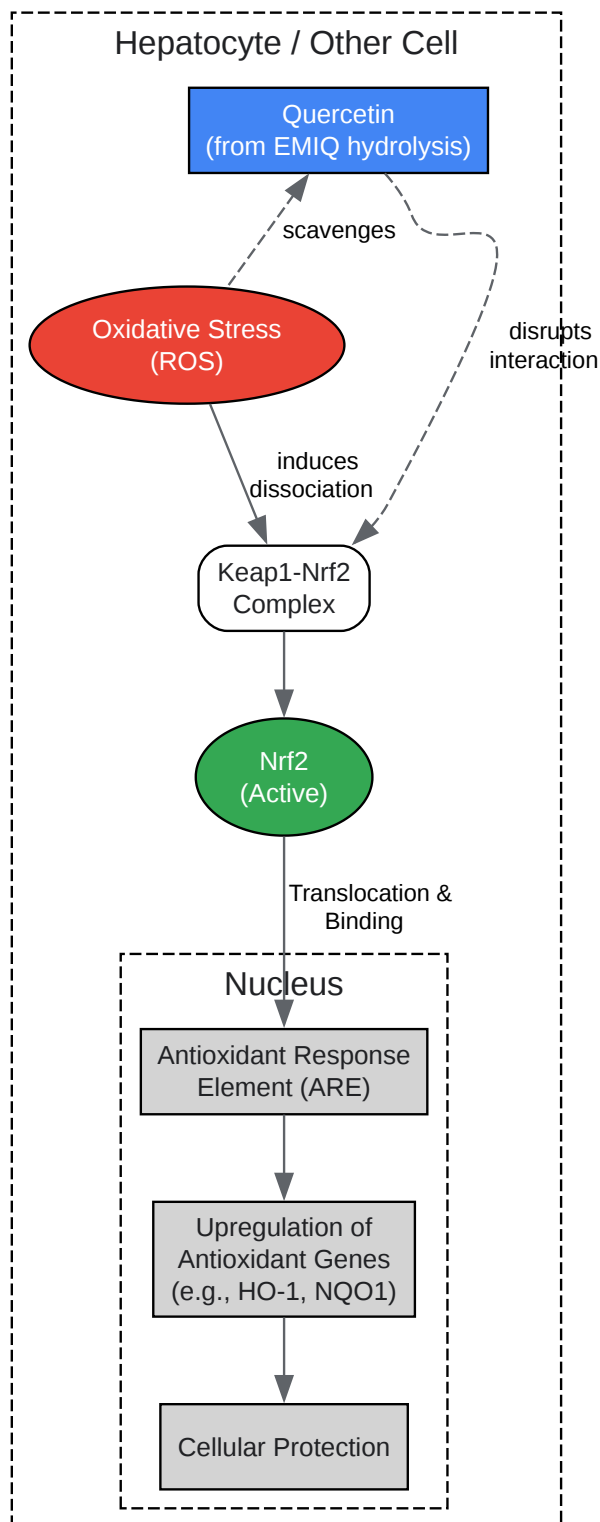 Hepatocyte / Other Cell
Quercetin
(from EMIQ hydrolysis)
scavenges
Oxidative Stress
(ROS)
disrupts
interaction
induces
dissociation
Keap1-Nrf2
Complex
Nrf2
(Active)
Translocation &
Binding
Nucleus
Antioxidant Response
Element (ARE)
Upregulation of
Antioxidant Genes
(e.g., HO-1, NQO1)
Cellular Protection